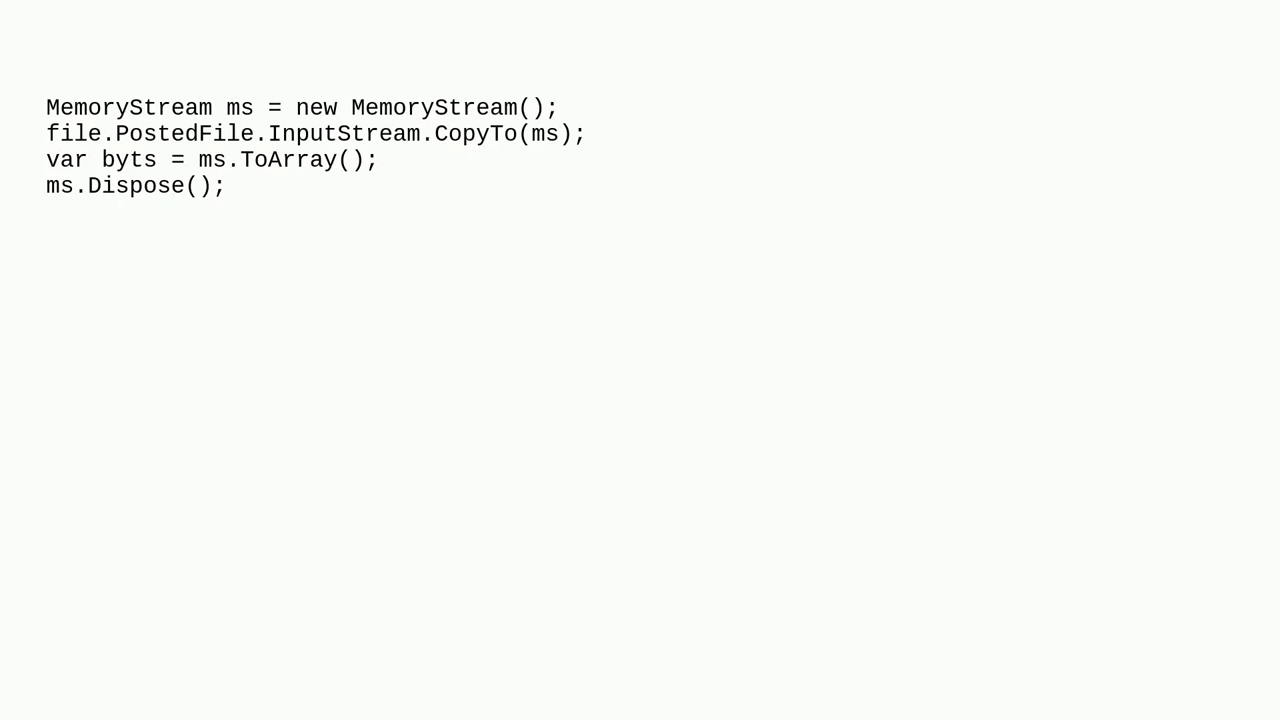 MemoryStream ms = new MemoryStream();
file.PostedFile.InputStream.CopyTo(ms);
var byts = ms.ToArray();
ms.Dispose();